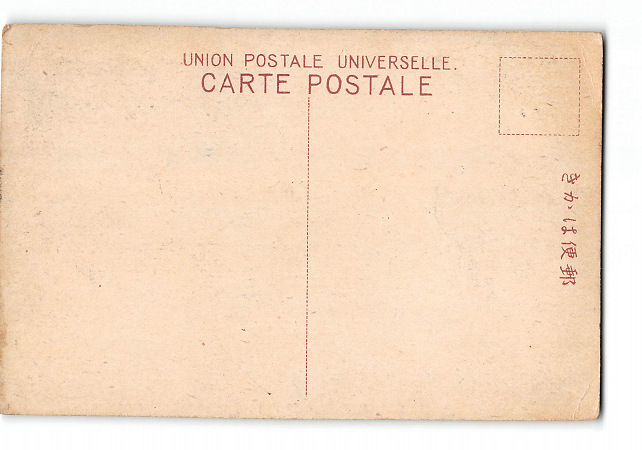 UNION POSTALE UNIVERSELLE.
CARTE POSTALE
きかは便郵